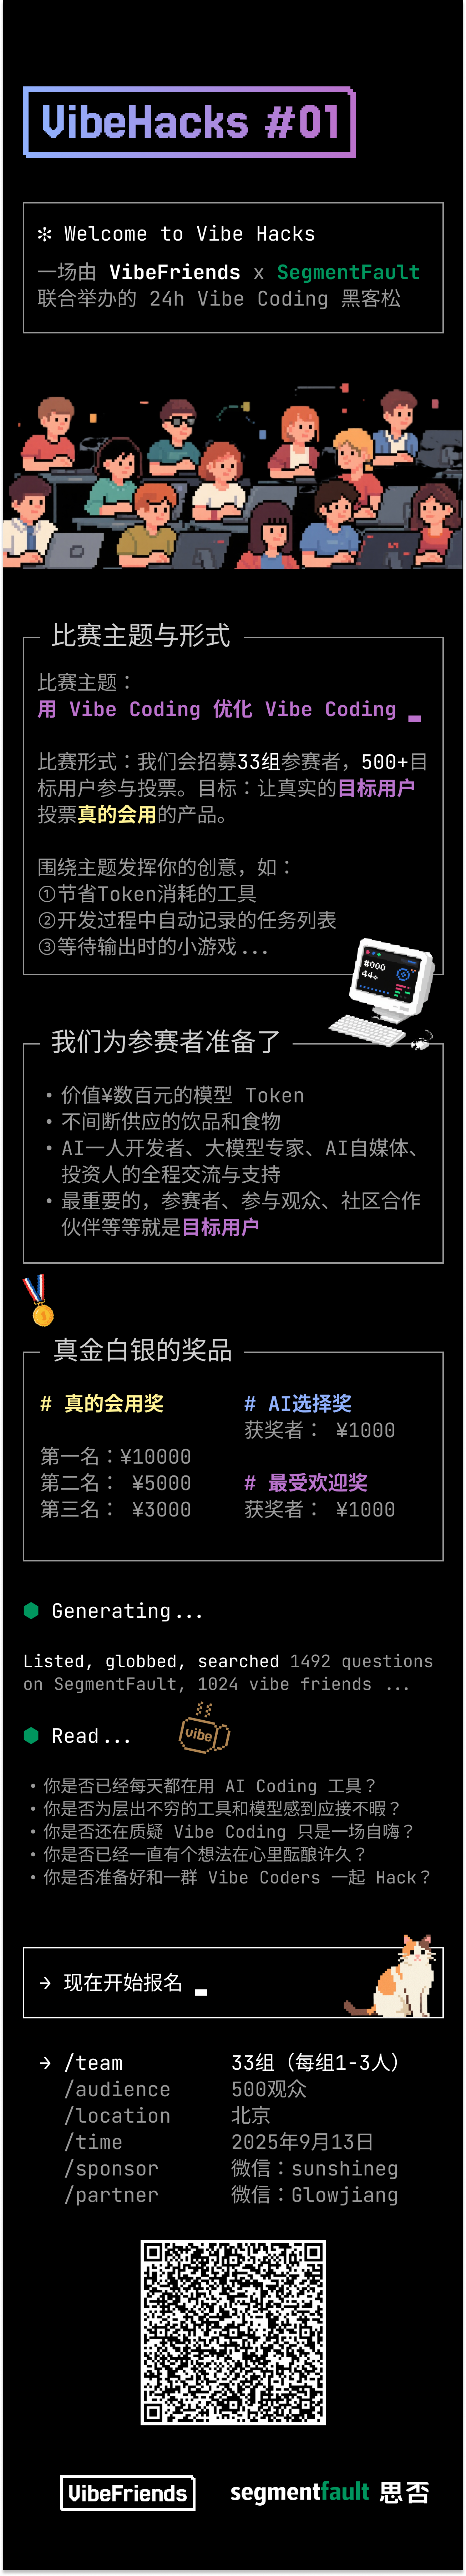 VibeHacks #01
✻ Welcome to Vibe Hacks
一场由 VibeFriends x SegmentFault
联合举办的 24h Vibe Coding 黑客松
比赛主题与形式
比赛主题：
用 Vibe Coding 优化 Vibe Coding _
比赛形式：我们会招募33组参赛者，500+目
标用户参与投票。目标：让真实的目标用户
投票真的会用的产品。
围绕主题发挥你的创意，如：
①节省Token消耗的工具
②开发过程中自动记录的任务列表
③等待输出时的小游戏...
#000
44
我们为参赛者准备了
• 价值¥数百元的模型 Token
• 不间断供应的饮品和食物
• AI一人开发者、大模型专家、AI自媒体、
投资人的全程交流与支持
• 最重要的，参赛者、参与观众、社区合作
伙伴等等就是目标用户
真金白银的奖品
# 真的会用奖
第一名：¥10000
第二名： ¥5000
第三名： ¥3000
# AI选择奖
获奖者： ¥1000
# 最受欢迎奖
获奖者： ¥1000
Generating...
Listed, globbed, searched 1492 questions
on SegmentFault, 1024 vibe friends ...
Read...
vibe
• 你是否已经每天都在用 AI Coding 工具？
• 你是否为层出不穷的工具和模型感到应接不暇？
• 你是否还在质疑 Vibe Coding 只是一场自嗨？
• 你是否已经一直有个想法在心里酝酿许久？
• 你是否准备好和一群 Vibe Coders 一起 Hack？
→ 现在开始报名 _
→ /team 33组（每组1-3人）
/audience 500观众
/location 北京
/time 2025年9月13日
/sponsor 微信：sunshineg
/partner 微信：Glowjiang
VibeFriends
segmentfault 思否